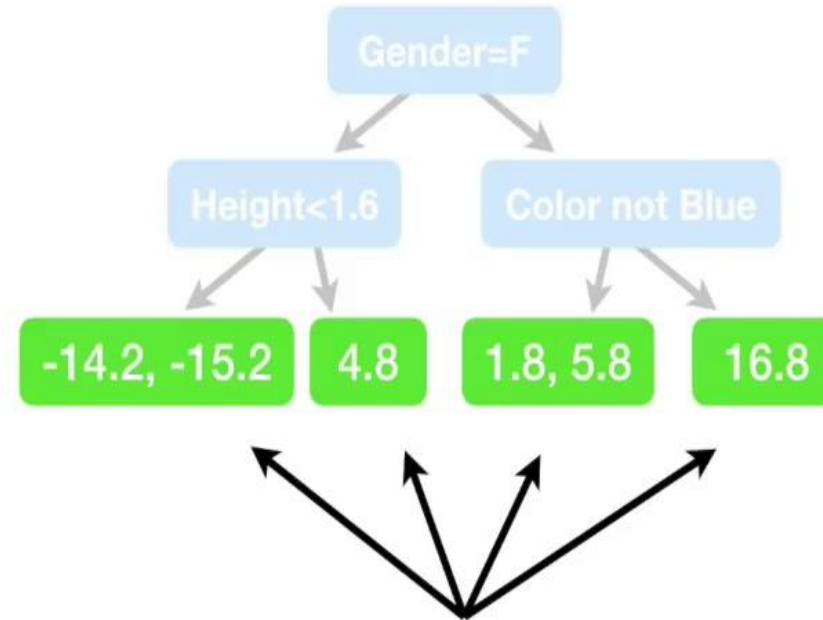 Gender=F
Height<1.6
Color not Blue
-14.2, -15.2
4.8
1.8, 5.8
16.8